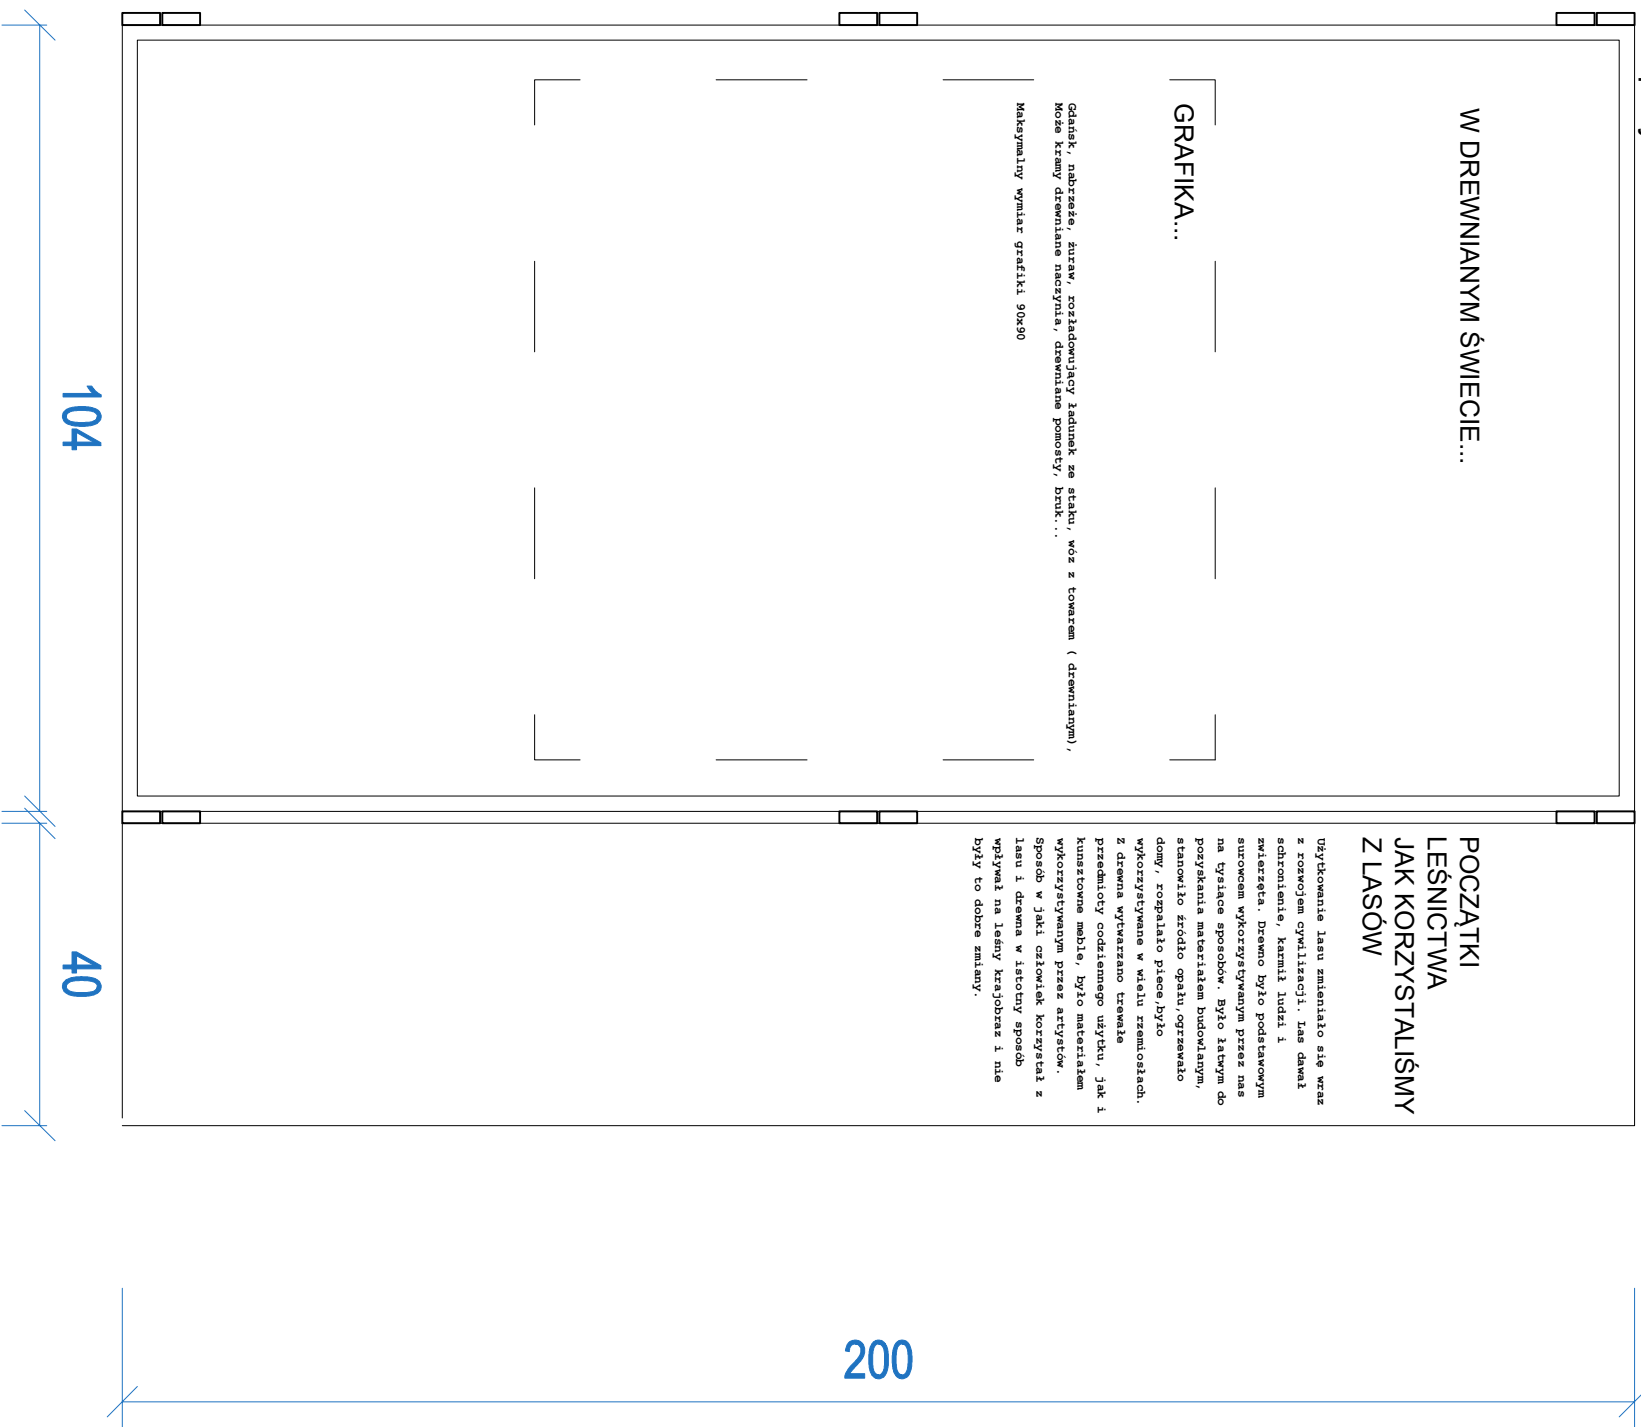 W DREWNIANYM ŚWIECIE...
GRAFIKA...
Gdańsk, nabrzeże, żuraw, rozładowujący ładunek ze staku, wóz z towarem ( drewnianym),
Może kramy drewniane naczynia, drewniane pomosty, bruk...
Maksymalny wymiar grafiki 90x90
POCZĄTKI
LEŚNICTWA
JAK KORZYSTALIŚMY
Z LASÓW
Użytkowanie lasu zmieniało się wraz
z rozwojem cywilizacji. Las dawał
schronienie, karmił ludzi i
zwierzęta. Drewno było podstawowym
surowcem wykorzystywanym przez nas
na tysiące sposobów. Było łatwym do
pozyskania materiałem budowlanym,
stanowiło źródło opału,ogrzewało
domy, rozpalało piece,było
wykorzystywane w wielu rzemiosłach.
Z drewna wytwarzano trewałe
przedmioty codziennego użytku, jak i
kunsztowne meble, było materiałem
wykorzystywanym przez artystów.
Sposób w jaki człowiek korzystał z
lasu i drewna w istotny sposób
wpływał na leśny krajobraz i nie
były to dobre zmiany.
104
40
200